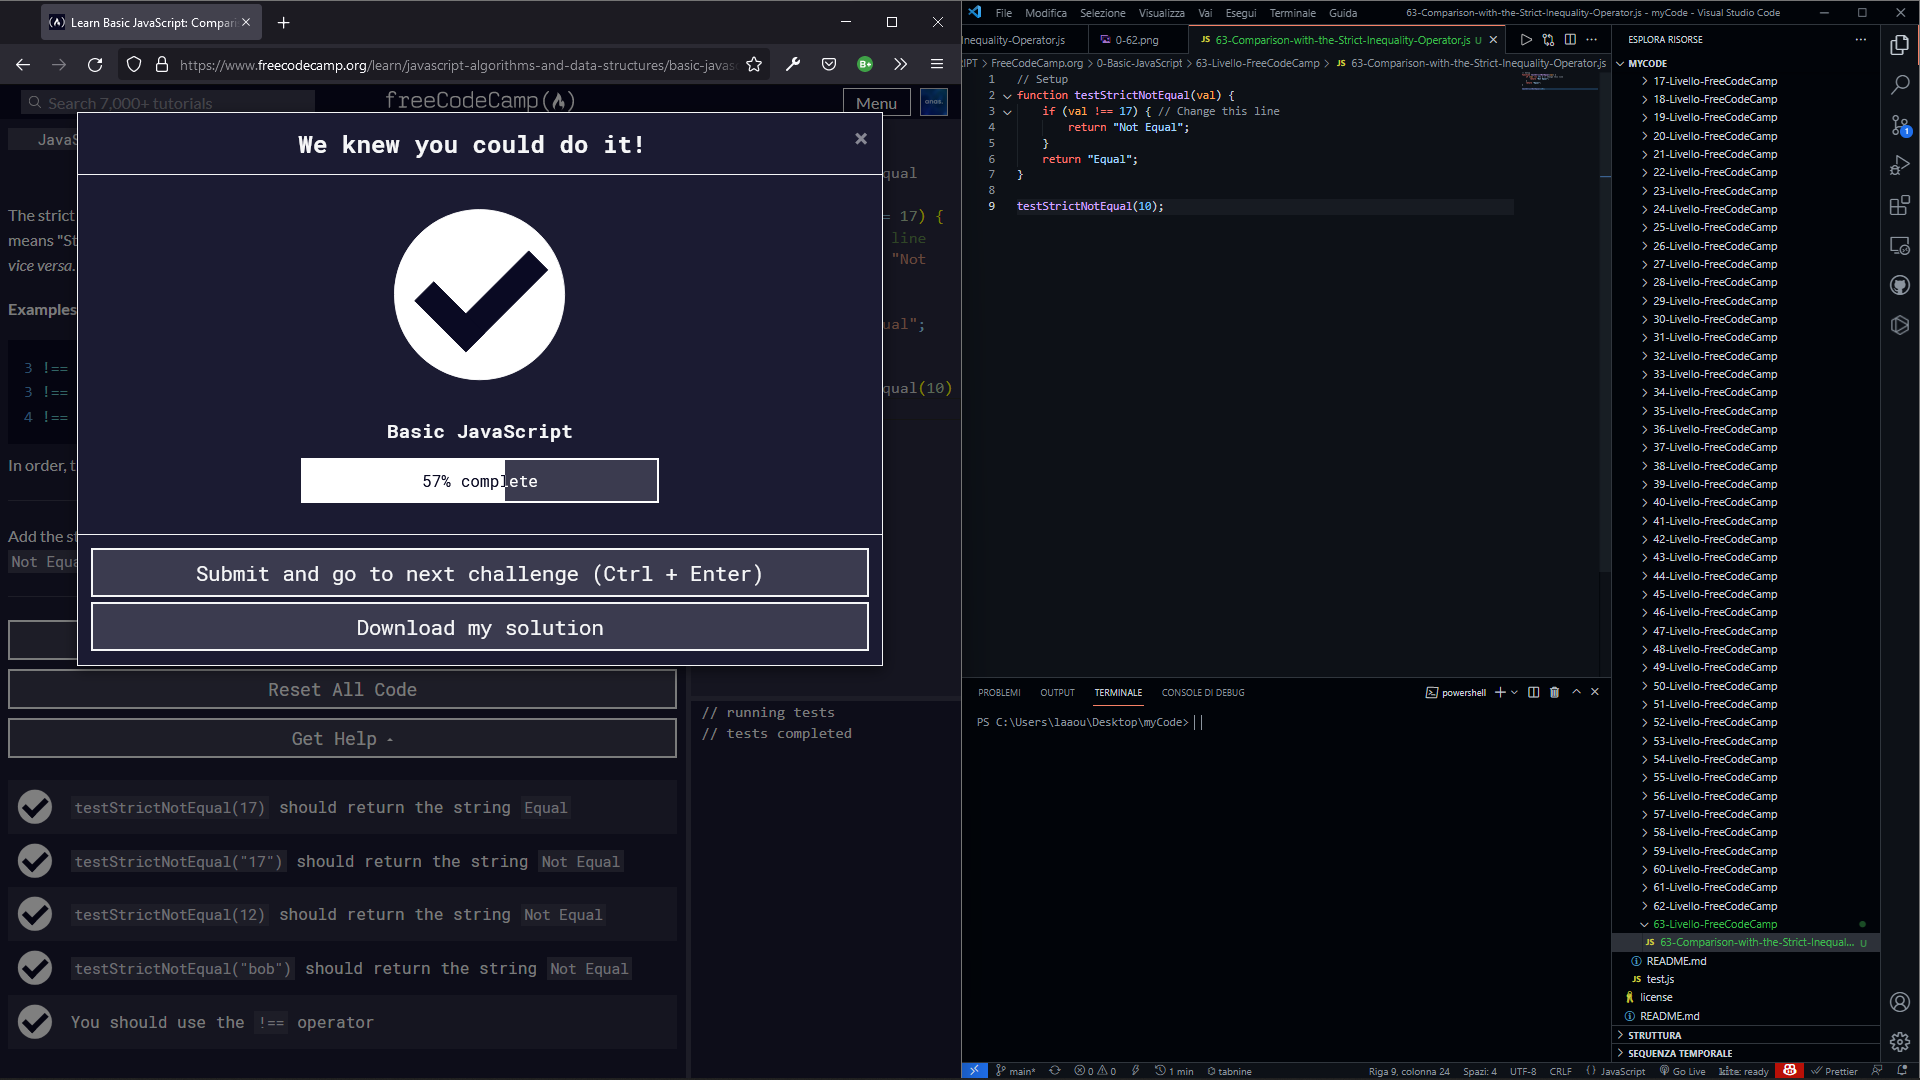 Learn Basic JavaScript: Compari
https://www.freecodecamp.org/learn/javascript-algorithms-and-data-structures/basic-javas
Search 7,000+ tutorials
freeCodeCamp
Menu
JavaS
The strict
means "St
vice versa.
Examples
3 !==
3 !==
4 !==
In order, t
Add the st
Not Equa
We knew you could do it!
×
Basic JavaScript
57% complete
Submit and go to next challenge (Ctrl + Enter)
Download my solution
qual
= 17) {
line
"Not
ual";
qual(10)
Reset All Code
Get Help
// running tests
// tests completed
testStrictNotEqual(17) should return the string Equal
testStrictNotEqual("17") should return the string Not Equal
testStrictNotEqual(12) should return the string Not Equal
testStrictNotEqual("bob") should return the string Not Equal
You should use the !== operator
File Modifica Selezione Visualizza Vai Esegui Terminale Guida
63-Comparison-with-the-Strict-Inequality-Operator.js - myCode - Visual Studio Code
Inequality-Operator.js
0-62.png
JS 63-Comparison-with-the-Strict-Inequality-Operator.js U
IPT > FreeCodeCamp.org > 0-Basic-JavaScript > 63-Livello-FreeCodeCamp > JS 63-Comparison-with-the-Strict-Inequality-Operator.js
1 // Setup
2 function testStrictNotEqual(val) {
3 if (val !== 17) { // Change this line
4 return "Not Equal";
5 }
6 return "Equal";
7 }
8
9 testStrictNotEqual(10);
PROBLEMI OUTPUT TERMINALE CONSOLE DI DEBUG
powershell
PS C:\Users\laaou\Desktop\myCode>
ESPLORA RISORSE
MYCODE
17-Livello-FreeCodeCamp
18-Livello-FreeCodeCamp
19-Livello-FreeCodeCamp
20-Livello-FreeCodeCamp
21-Livello-FreeCodeCamp
22-Livello-FreeCodeCamp
23-Livello-FreeCodeCamp
24-Livello-FreeCodeCamp
25-Livello-FreeCodeCamp
26-Livello-FreeCodeCamp
27-Livello-FreeCodeCamp
28-Livello-FreeCodeCamp
29-Livello-FreeCodeCamp
30-Livello-FreeCodeCamp
31-Livello-FreeCodeCamp
32-Livello-FreeCodeCamp
33-Livello-FreeCodeCamp
34-Livello-FreeCodeCamp
35-Livello-FreeCodeCamp
36-Livello-FreeCodeCamp
37-Livello-FreeCodeCamp
38-Livello-FreeCodeCamp
39-Livello-FreeCodeCamp
40-Livello-FreeCodeCamp
41-Livello-FreeCodeCamp
42-Livello-FreeCodeCamp
43-Livello-FreeCodeCamp
44-Livello-FreeCodeCamp
45-Livello-FreeCodeCamp
46-Livello-FreeCodeCamp
47-Livello-FreeCodeCamp
48-Livello-FreeCodeCamp
49-Livello-FreeCodeCamp
50-Livello-FreeCodeCamp
51-Livello-FreeCodeCamp
52-Livello-FreeCodeCamp
53-Livello-FreeCodeCamp
54-Livello-FreeCodeCamp
55-Livello-FreeCodeCamp
56-Livello-FreeCodeCamp
57-Livello-FreeCodeCamp
58-Livello-FreeCodeCamp
59-Livello-FreeCodeCamp
60-Livello-FreeCodeCamp
61-Livello-FreeCodeCamp
62-Livello-FreeCodeCamp
63-Livello-FreeCodeCamp
JS 63-Comparison-with-the-Strict-Inequal... U
README.md
JS test.js
license
README.md
STRUTTURA
SEQUENZA TEMPORALE
1
main* 0 0 1 min tabnine
Riga 9, colonna 24 Spazi: 4 UTF-8 CRLF JavaScript Go Live kite: ready Prettier